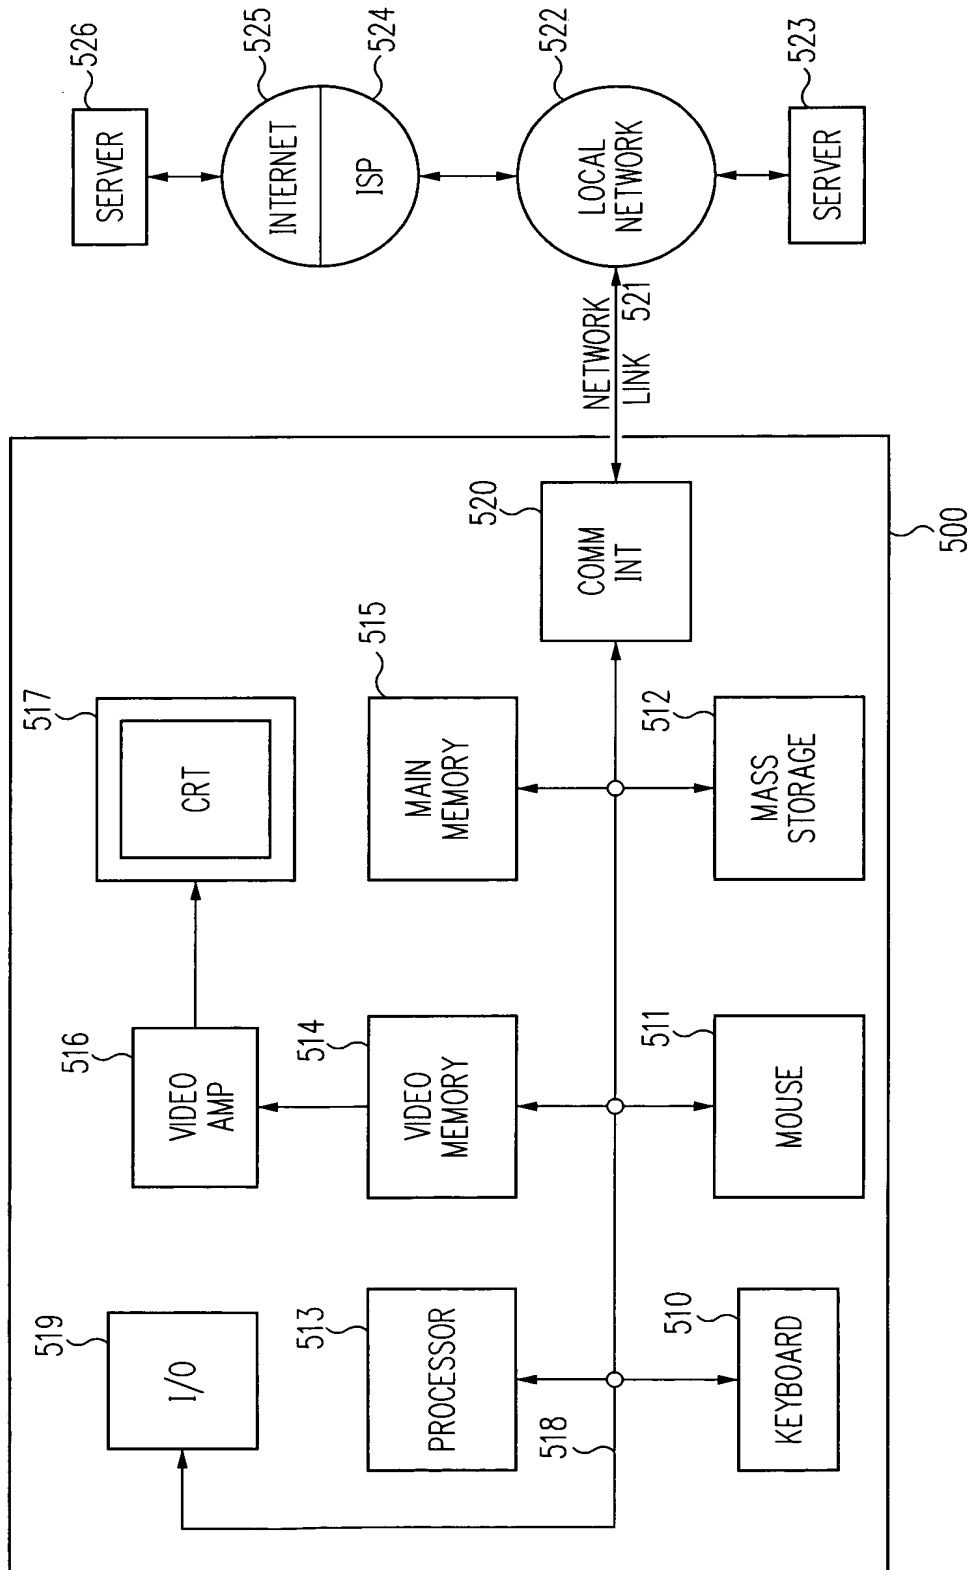 519
I/O
516
VIDEO
AMP
517
CRT
526
SERVER
525
INTERNET
524
ISP
513
PROCESSOR
514
VIDEO
MEMORY
515
MAIN
MEMORY
520
COMM
INT
NETWORK
LINK
521
522
LOCAL
NETWORK
518
510
KEYBOARD
511
MOUSE
512
MASS
STORAGE
523
SERVER
500